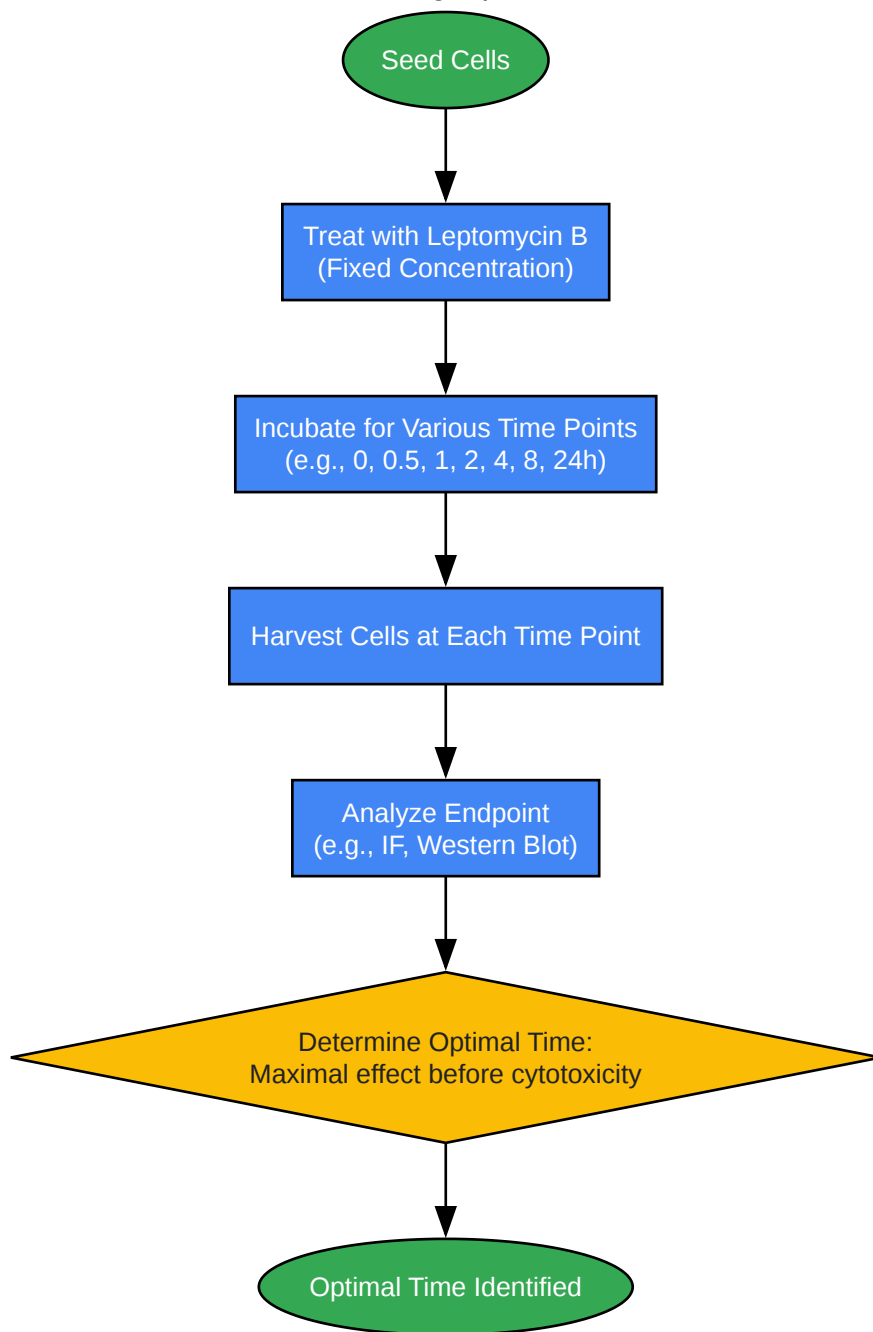 Seed Cells
Treat with Leptomycin B
(Fixed Concentration)
Incubate for Various Time Points
(e.g., 0, 0.5, 1, 2, 4, 8, 24h)
Harvest Cells at Each Time Point
Analyze Endpoint
(e.g., IF, Western Blot)
Determine Optimal Time:
Maximal effect before cytotoxicity
Optimal Time Identified